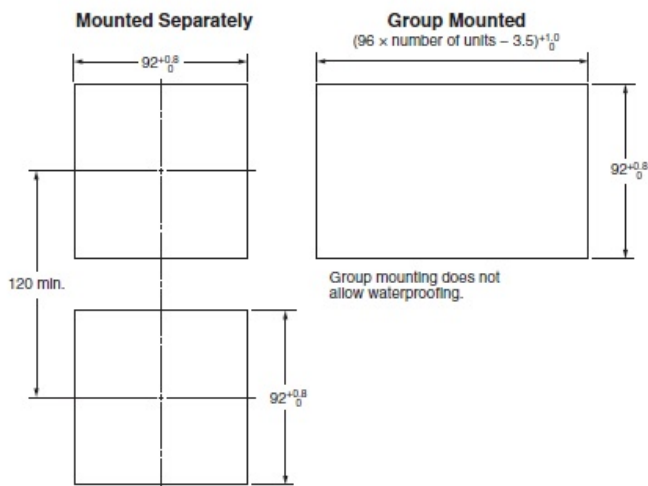 Mounted Separately
92+0.8 0
120 min.
92+0.8 0
Group Mounted
(96 × number of units – 3.5)+1.0 0
92+0.8 0
Group mounting does not
allow waterproofing.